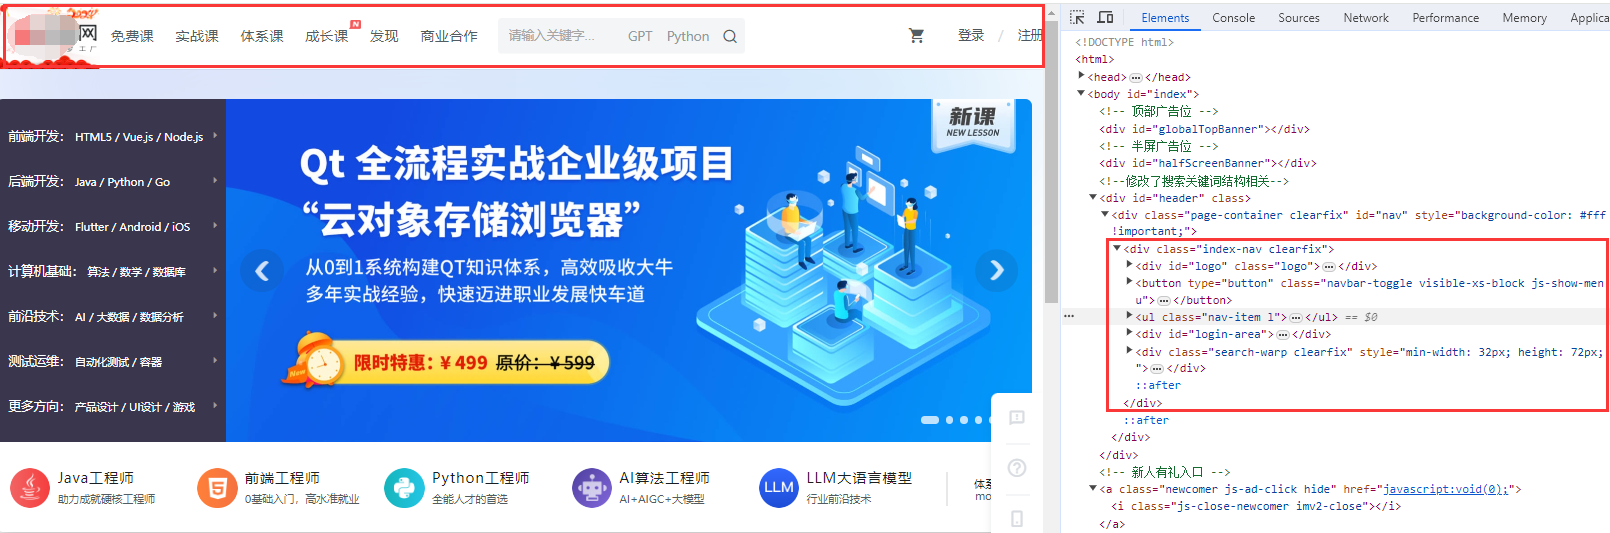 网
工厂
免费课 实战课 体系课 成长课 N 发现 商业合作 请输入关键字... GPT Python 登录 / 注册
前端开发： HTML5 / Vue.js / Node.js
后端开发： Java / Python / Go
移动开发： Flutter / Android / iOS
计算机基础： 算法 / 数学 / 数据库
前沿技术： AI / 大数据 / 数据分析
测试运维： 自动化测试 / 容器
更多方向： 产品设计 / UI设计 / 游戏
新课
NEW LESSON
Qt 全流程实战企业级项目
“云对象存储浏览器”
从0到1系统构建QT知识体系，高效吸收大牛
多年实战经验，快速迈进职业发展快车道
New
限时特惠：￥499 原价：￥599
Java工程师
助力成就硬核工程师
前端工程师
0基础入门，高水准就业
Python工程师
全能人才的首选
AI算法工程师
AI+AIGC+大模型
LLM
LLM大语言模型
行业前沿技术
体系
mo
Elements Console Sources Network Performance Memory Applica
<!DOCTYPE html>
<html>
<head>…</head>
<body id="index">
<!-- 顶部广告位 -->
<div id="globalTopBanner"></div>
<!-- 半屏广告位 -->
<div id="halfScreenBanner"></div>
<!--修改了搜索关键词结构相关-->
<div id="header" class>
<div class="page-container clearfix" id="nav" style="background-color: #fff
!important;">
<div class="index-nav clearfix">
<div id="logo" class="logo">…</div>
<button type="button" class="navbar-toggle visible-xs-block js-show-men
u">…</button>
<ul class="nav-item l">…</ul> == $0
<div id="login-area">…</div>
<div class="search-warp clearfix" style="min-width: 32px; height: 72px;
">…</div>
::after
</div>
::after
</div>
</div>
<!-- 新人有礼入口 -->
<a class="newcomer js-ad-click hide" href="javascript:void(0);">
<i class="js-close-newcomer imv2-close"></i>
</a>